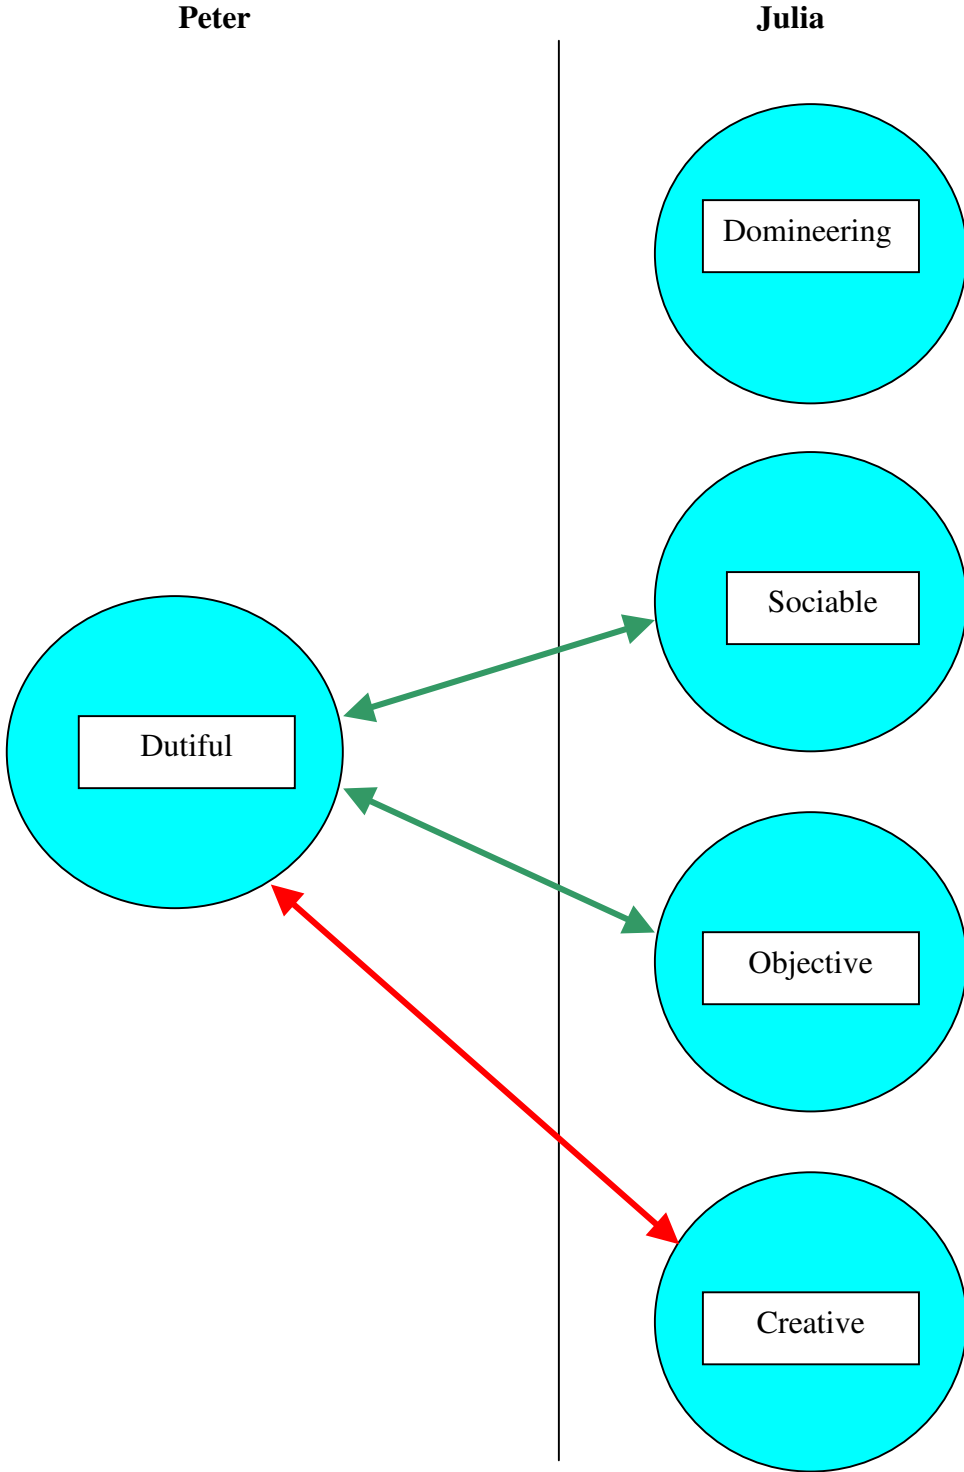 Peter
Julia
Domineering
Sociable
Dutiful
Objective
Creative